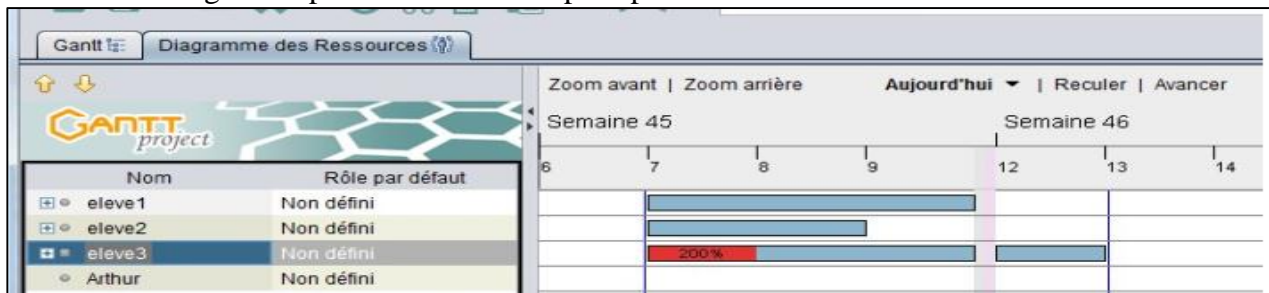 Gantt Diagramme des Ressources
Zoom avant | Zoom arrière Aujourd'hui | Reculer | Avancer
GANTT project
Semaine 45 Semaine 46
6 7 8 9 12 13 14
Nom Rôle par défaut
eleve1 Non défini
eleve2 Non défini
eleve3 Non défini 200%
Arthur Non défini